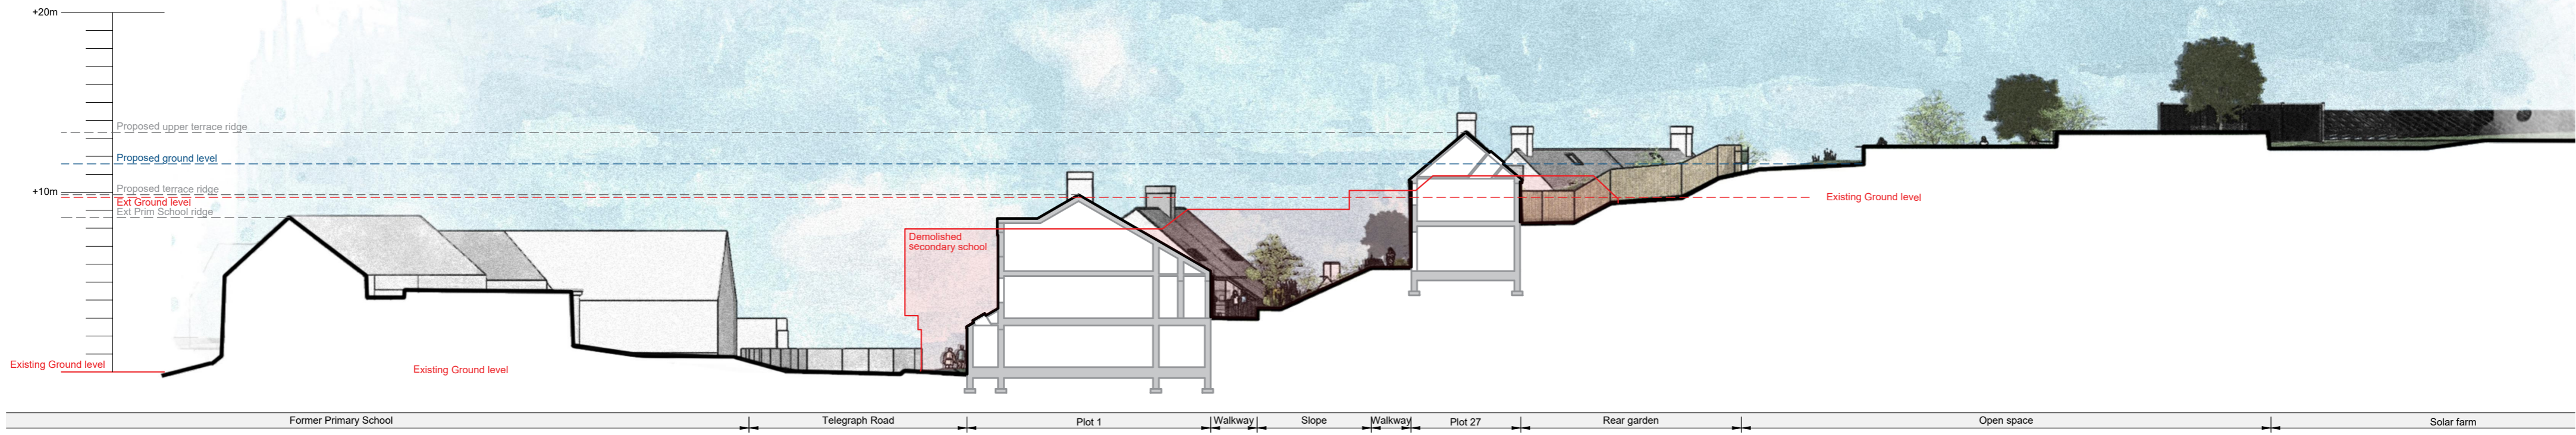 +20m
Proposed upper terrace ridge
Proposed ground level
+10m
Proposed terrace ridge
Ext Ground level
Ext Prim School ridge
Existing Ground level
Demolished
secondary school
Existing Ground level
Existing Ground level
Former Primary School
Telegraph Road
Plot 1
Walkway
Slope
Walkway
Plot 27
Rear garden
Open space
Solar farm